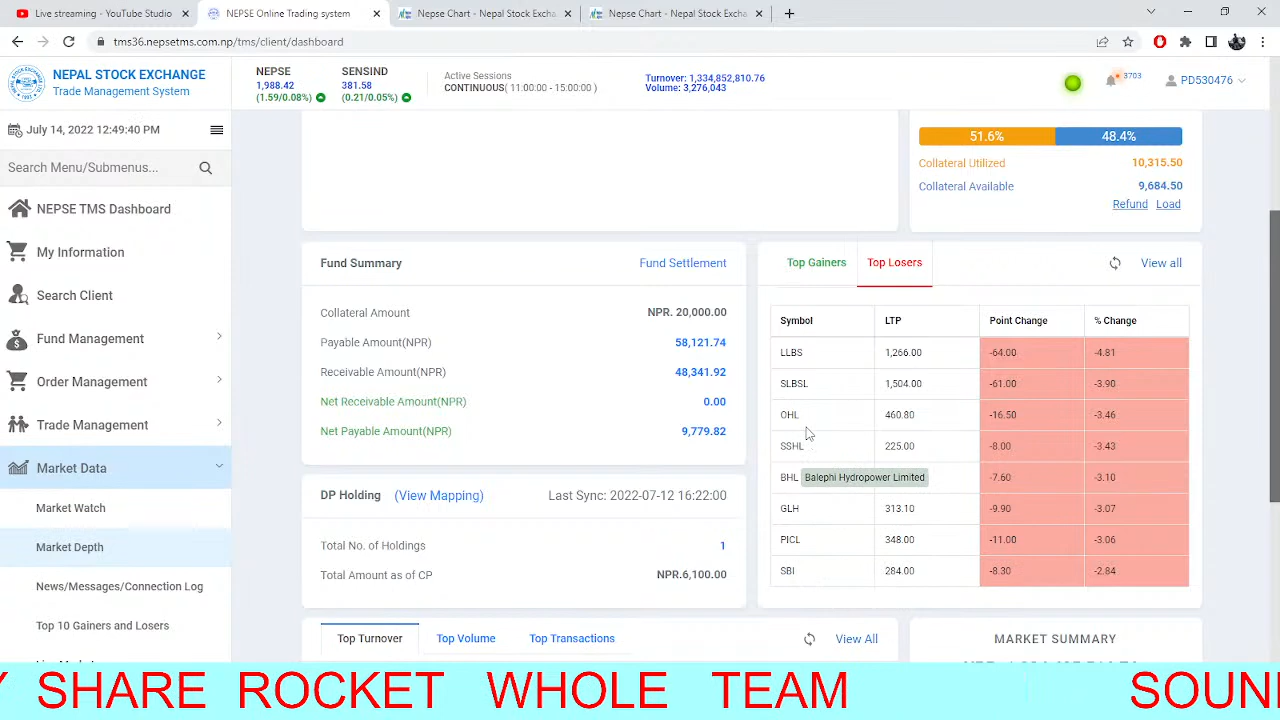 Live streaming - YouTube Studio
NEPSE Online Trading system
Nepse Chart - Nepal Stock Excha
Nepse Chart - Nepal Stock Excha
tms36.nepsetms.com.np/tms/client/dashboard
NEPAL STOCK EXCHANGE
Trade Management System
NEPSE
1,988.42
(1.59/0.08%)
SENSIND
381.58
(0.21/0.05%)
Active Sessions
CONTINUOUS( 11:00:00 - 15:00:00 )
Turnover: 1,334,852,810.76
Volume: 3,276,043
3703
PD530476
July 14, 2022 12:49:40 PM
Search Menu/Submenus...
NEPSE TMS Dashboard
My Information
Search Client
Fund Management
Order Management
Trade Management
Market Data
Market Watch
Market Depth
News/Messages/Connection Log
Top 10 Gainers and Losers
51.6% 48.4%
Collateral Utilized 10,315.50
Collateral Available 9,684.50
Refund Load
Fund Summary Fund Settlement
Collateral Amount NPR. 20,000.00
Payable Amount(NPR) 58,121.74
Receivable Amount(NPR) 48,341.92
Net Receivable Amount(NPR) 0.00
Net Payable Amount(NPR) 9,779.82
Top Gainers Top Losers View all
Symbol LTP Point Change % Change
LLBS 1,266.00 -64.00 -4.81
SLBSL 1,504.00 -61.00 -3.90
OHL 460.80 -16.50 -3.46
SSHL 225.00 -8.00 -3.43
BHL Balephi Hydropower Limited -7.60 -3.10
GLH 313.10 -9.90 -3.07
PICL 348.00 -11.00 -3.06
SBI 284.00 -8.30 -2.84
DP Holding (View Mapping) Last Sync: 2022-07-12 16:22:00
Total No. of Holdings 1
Total Amount as of CP NPR.6,100.00
Top Turnover Top Volume Top Transactions View All
MARKET SUMMARY
Y SHARE ROCKET WHOLE TEAM SOUN